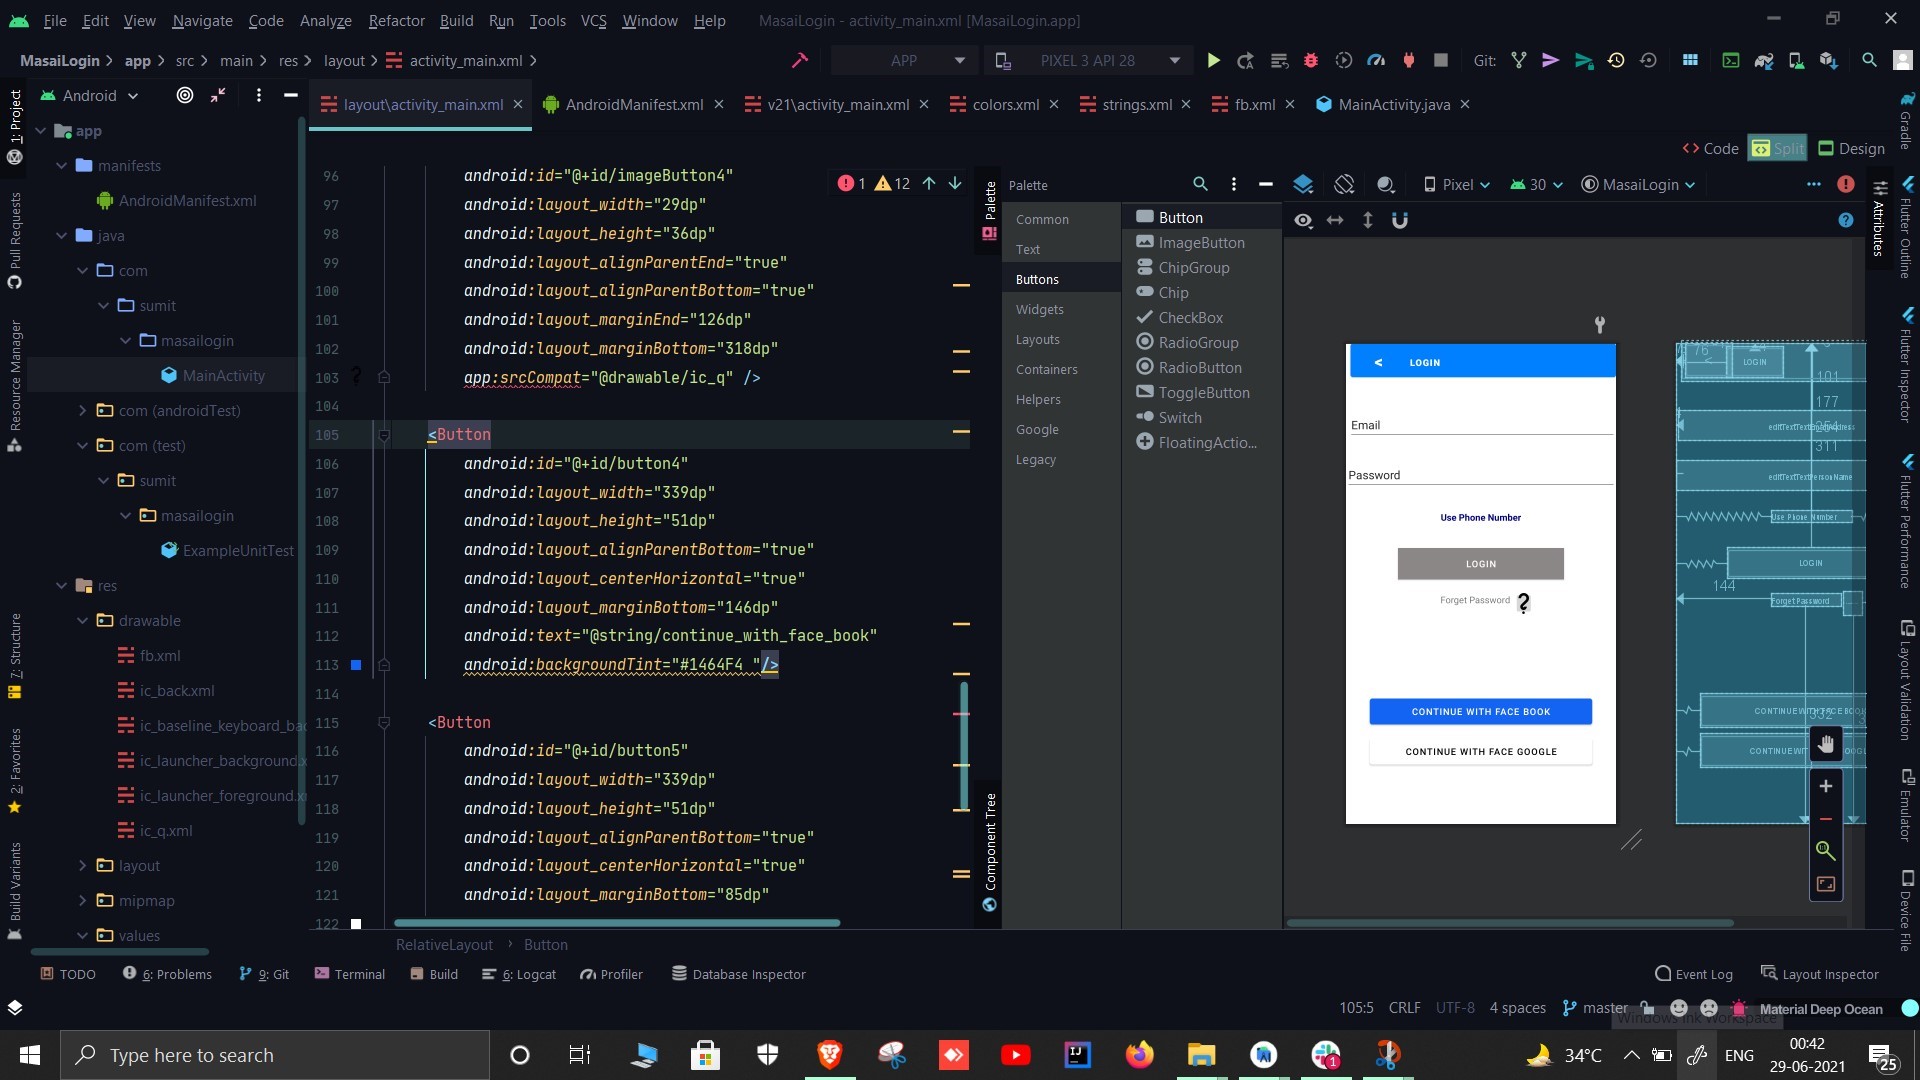 File Edit View Navigate Code Analyze Refactor Build Run Tools VCS Window Help MasaiLogin - activity_main.xml [MasaiLogin.app]
MasaiLogin app src main res layout activity_main.xml APP PIXEL 3 API 28 Git:
Android
layout\activity_main.xml AndroidManifest.xml v21\activity_main.xml colors.xml strings.xml fb.xml MainActivity.java
Code Split Design
1: Project
Pull Requests
Resource Manager
7: Structure
2: Favorites
Build Variants
app
manifests
AndroidManifest.xml
java
com
sumit
masailogin
MainActivity
com (androidTest)
com (test)
sumit
masailogin
ExampleUnitTest
res
drawable
fb.xml
ic_back.xml
ic_baseline_keyboard_bac
ic_launcher_background.x
ic_launcher_foreground.x
ic_q.xml
layout
mipmap
values
1 12
96 android:id="@+id/imageButton4"
97 android:layout_width="29dp"
98 android:layout_height="36dp"
99 android:layout_alignParentEnd="true"
100 android:layout_alignParentBottom="true"
101 android:layout_marginEnd="126dp"
102 android:layout_marginBottom="318dp"
103 ? app:srcCompat="@drawable/ic_q" />
104
105 <Button
106 android:id="@+id/button4"
107 android:layout_width="339dp"
108 android:layout_height="51dp"
109 android:layout_alignParentBottom="true"
110 android:layout_centerHorizontal="true"
111 android:layout_marginBottom="146dp"
112 android:text="@string/continue_with_face_book"
113 android:backgroundTint="#1464F4 "/>
114
115 <Button
116 android:id="@+id/button5"
117 android:layout_width="339dp"
118 android:layout_height="51dp"
119 android:layout_alignParentBottom="true"
120 android:layout_centerHorizontal="true"
121 android:layout_marginBottom="85dp"
122
RelativeLayout Button
Palette
Component Tree
Palette
Common
Text
Buttons
Widgets
Layouts
Containers
Helpers
Google
Legacy
Button
ImageButton
ChipGroup
Chip
CheckBox
RadioGroup
RadioButton
ToggleButton
Switch
FloatingActio...
Pixel 30 MasaiLogin
< LOGIN
Email
Password
Use Phone Number
LOGIN
Forget Password ?
CONTINUE WITH FACE BOOK
CONTINUE WITH FACE GOOGLE
76 < LOGIN
101
177
311
editTextTextPersonName
Use Phone Number
LOGIN
144
Forget Password
332
Attributes
Gradle
Flutter Outline
Flutter Inspector
Flutter Performance
Layout Validation
Emulator
Device File
TODO 6: Problems 9: Git Terminal Build 6: Logcat Profiler Database Inspector Event Log Layout Inspector
105:5 CRLF UTF-8 4 spaces master Material Deep Ocean
Windows Ink Workspace
Type here to search
1
34°C ENG
00:42
29-06-2021
25